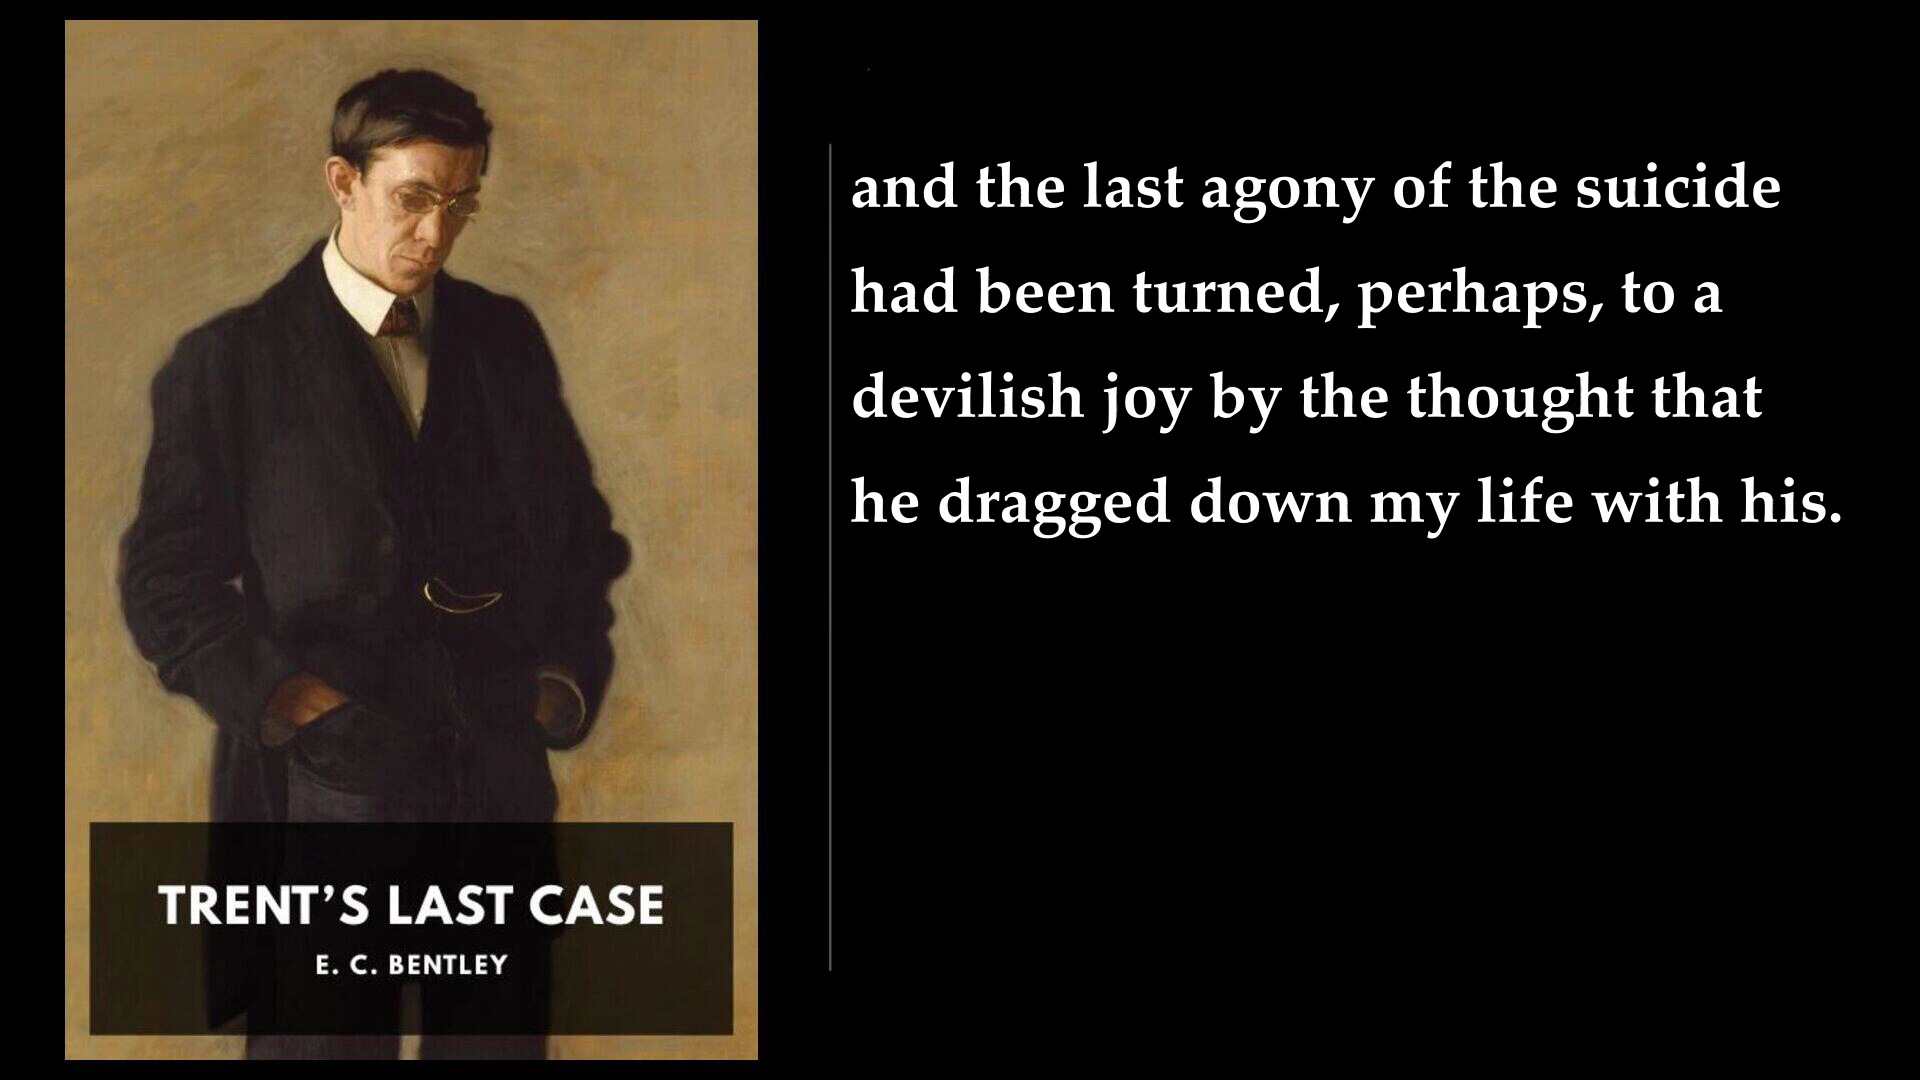 and the last agony of the suicide
had been turned, perhaps, to a
devilish joy by the thought that
he dragged down my life with his.
TRENT’S LAST CASE
E. C. BENTLEY